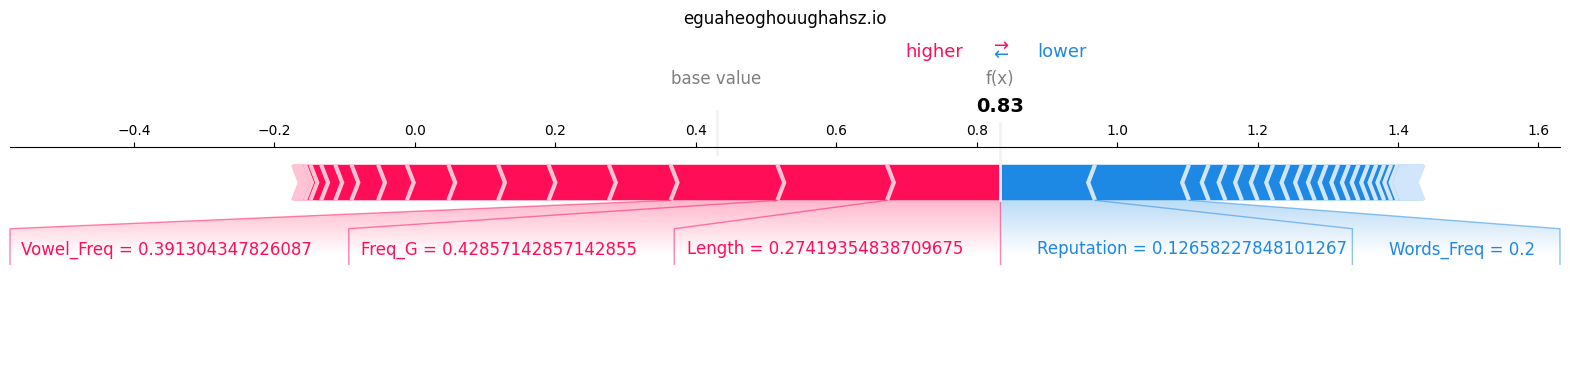 eguaheoghouughahsz.io
higher → ← lower
base value f(x)
0.83
−0.4 −0.2 0.0 0.2 0.4 0.6 0.8 1.0 1.2 1.4 1.6
Vowel_Freq = 0.391304347826087 Freq_G = 0.42857142857142855 Length = 0.27419354838709675 Reputation = 0.12658227848101267 Words_Freq = 0.2